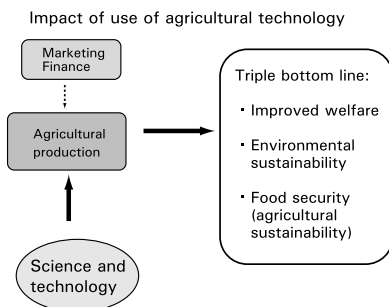 Impact of use of agricultural technology
Marketing
Finance
Agricultural
production
Science and
technology
Triple bottom line:
· Improved welfare
· Environmental
sustainability
· Food security
(agricultural
sustainability)